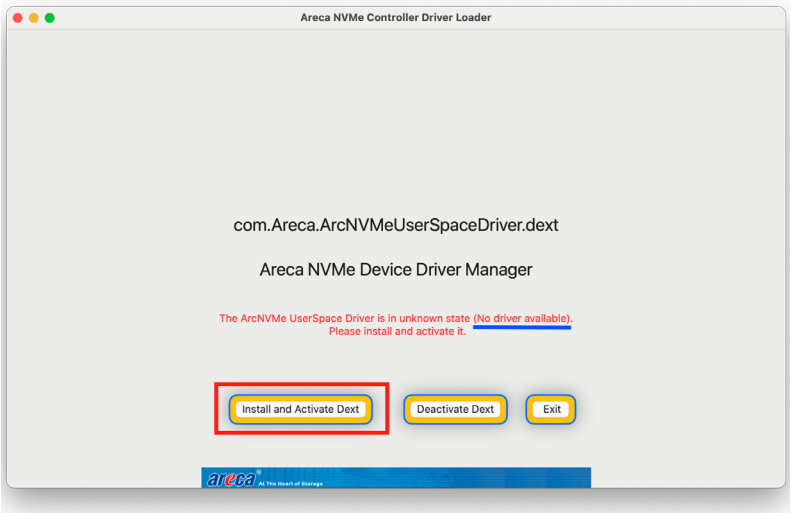 Areca NVMe Controller Driver Loader
com.Areca.ArcNVMeUserSpaceDriver.dext
Areca NVMe Device Driver Manager
The ArcNVMe UserSpace Driver is in unknown state (No driver available).
Please install and activate it.
Install and Activate Dext
Deactivate Dext
Exit
areca® At The Heart of Storage